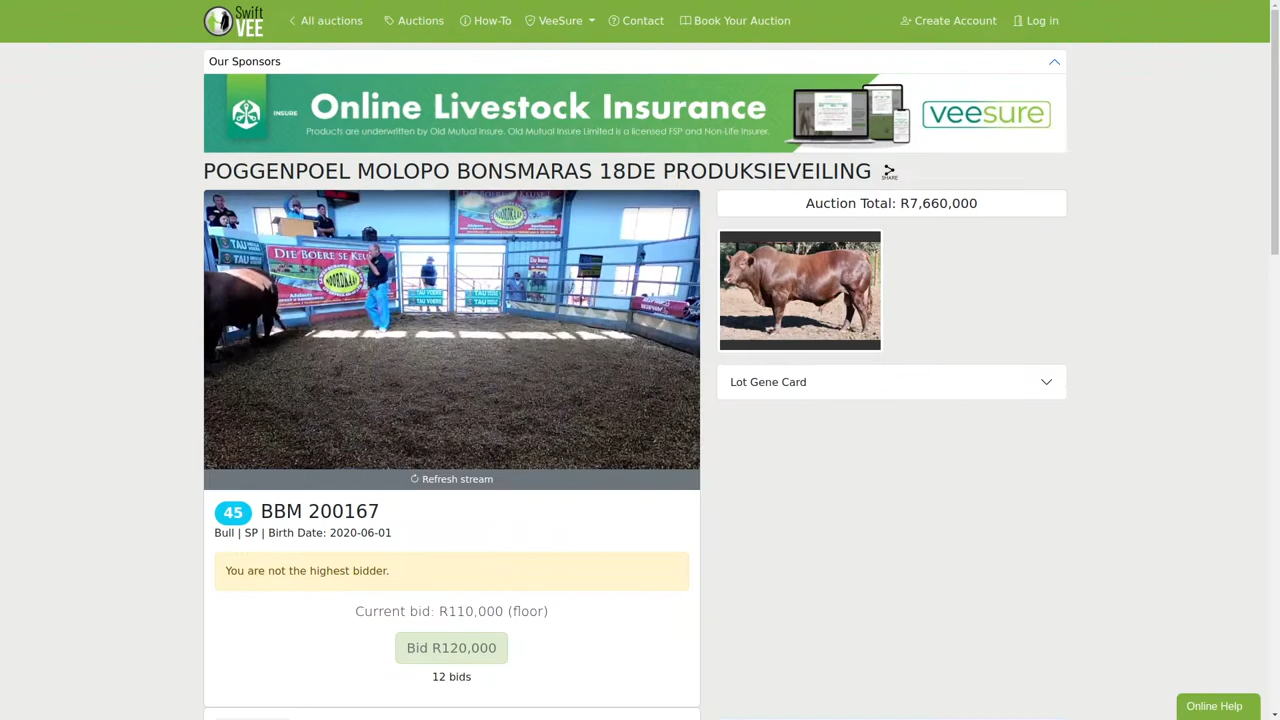 Swift
VEE
All auctions
Auctions
How-To
VeeSure
Contact
Book Your Auction
Create Account
Log in
Our Sponsors
INSURE
Online Livestock Insurance
Products are underwritten by Old Mutual Insure. Old Mutual Insure Limited is a licensed FSP and Non-Life Insurer.
veesure
POGGENPOEL MOLOPO BONSMARAS 18DE PRODUKSIEVEILING
SHARE
Auction Total: R7,660,000
DIE BOERE SE KEUSE
NOORDKAAP
TAU
Refresh stream
Lot Gene Card
45
BBM 200167
Bull | SP | Birth Date: 2020-06-01
You are not the highest bidder.
Current bid: R110,000 (floor)
Bid R120,000
12 bids
Online Help